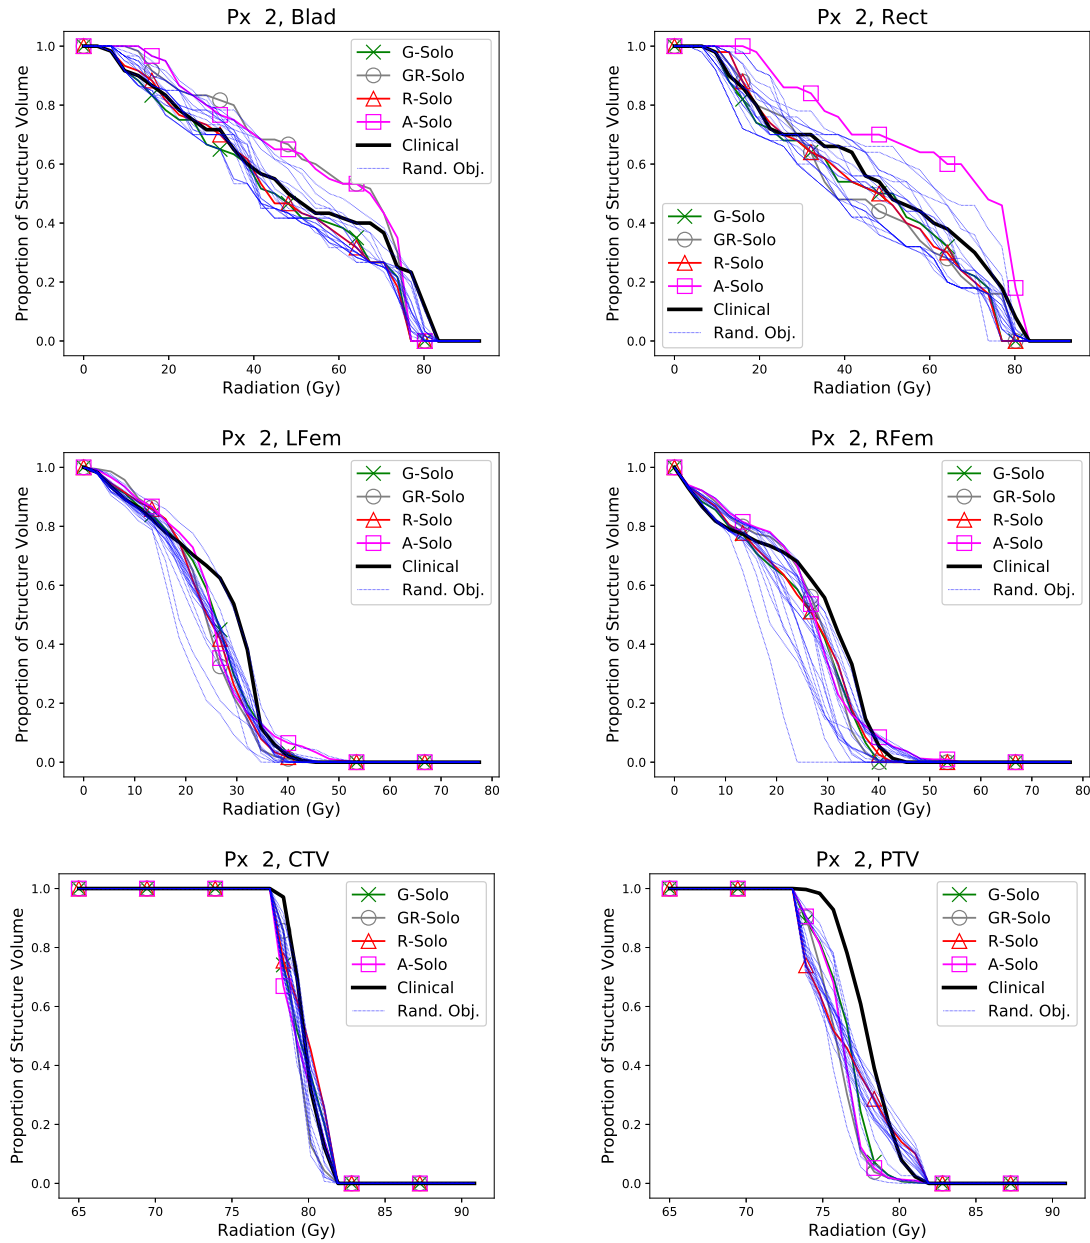 Px 2, Blad
Proportion of Structure Volume
1.0
0.8
0.6
0.4
0.2
0.0
G-Solo
GR-Solo
R-Solo
A-Solo
Clinical
Rand. Obj.
0 20 40 60 80
Radiation (Gy)
Px 2, Rect
Proportion of Structure Volume
1.0
0.8
0.6
0.4
0.2
0.0
G-Solo
GR-Solo
R-Solo
A-Solo
Clinical
Rand. Obj.
0 20 40 60 80
Radiation (Gy)
Px 2, LFem
Proportion of Structure Volume
1.0
0.8
0.6
0.4
0.2
0.0
G-Solo
GR-Solo
R-Solo
A-Solo
Clinical
Rand. Obj.
0 10 20 30 40 50 60 70 80
Radiation (Gy)
Px 2, RFem
Proportion of Structure Volume
1.0
0.8
0.6
0.4
0.2
0.0
G-Solo
GR-Solo
R-Solo
A-Solo
Clinical
Rand. Obj.
0 10 20 30 40 50 60 70 80
Radiation (Gy)
Px 2, CTV
Proportion of Structure Volume
1.0
0.8
0.6
0.4
0.2
0.0
G-Solo
GR-Solo
R-Solo
A-Solo
Clinical
Rand. Obj.
65 70 75 80 85 90
Radiation (Gy)
Px 2, PTV
Proportion of Structure Volume
1.0
0.8
0.6
0.4
0.2
0.0
G-Solo
GR-Solo
R-Solo
A-Solo
Clinical
Rand. Obj.
65 70 75 80 85 90
Radiation (Gy)